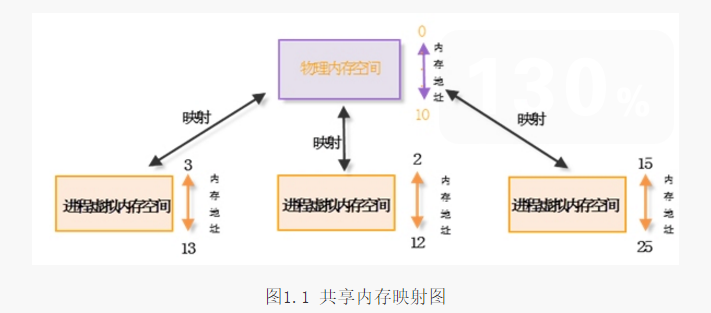 0
物理内存空间
内存地址
130%
10
映射
映射
映射
3
2
15
进程虚拟内存空间
内存地址
进程虚拟内存空间
内存地址
进程虚拟内存空间
内存地址
13
12
25
图1.1 共享内存映射图